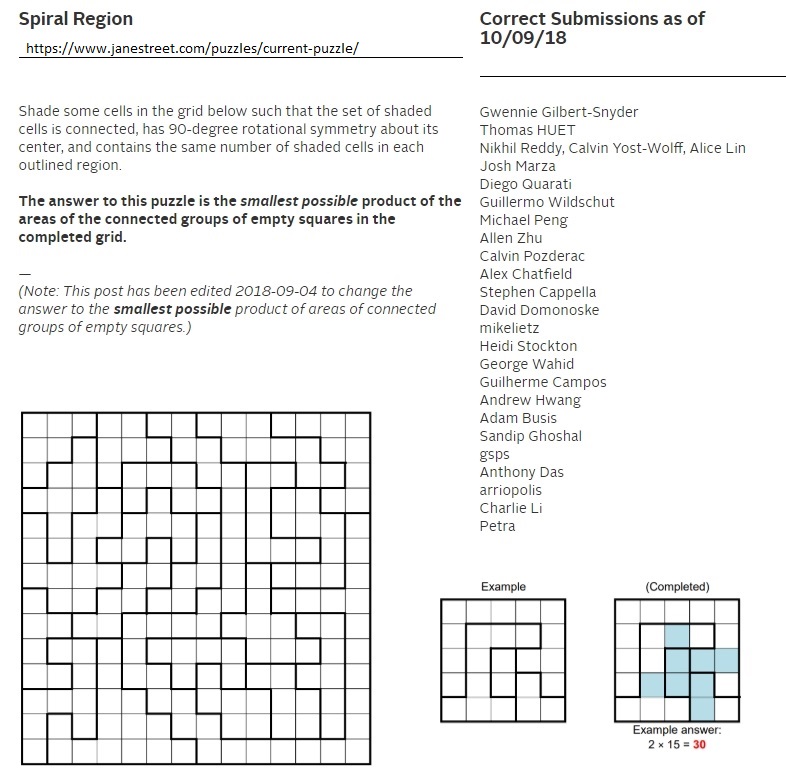 Spiral Region
https://www.janestreet.com/puzzles/current-puzzle/
Shade some cells in the grid below such that the set of shaded
cells is connected, has 90-degree rotational symmetry about its
center, and contains the same number of shaded cells in each
outlined region.
The answer to this puzzle is the smallest possible product of the
areas of the connected groups of empty squares in the
completed grid.
—
(Note: This post has been edited 2018-09-04 to change the
answer to the smallest possible product of areas of connected
groups of empty squares.)
Correct Submissions as of
10/09/18
Gwennie Gilbert-Snyder
Thomas HUET
Nikhil Reddy, Calvin Yost-Wolff, Alice Lin
Josh Marza
Diego Quarati
Guillermo Wildschut
Michael Peng
Allen Zhu
Calvin Pozderac
Alex Chatfield
Stephen Cappella
David Domonoske
mikelietz
Heidi Stockton
George Wahid
Guilherme Campos
Andrew Hwang
Adam Busis
Sandip Ghoshal
gsps
Anthony Das
arriopolis
Charlie Li
Petra
Example
(Completed)
Example answer:
2 × 15 = 30